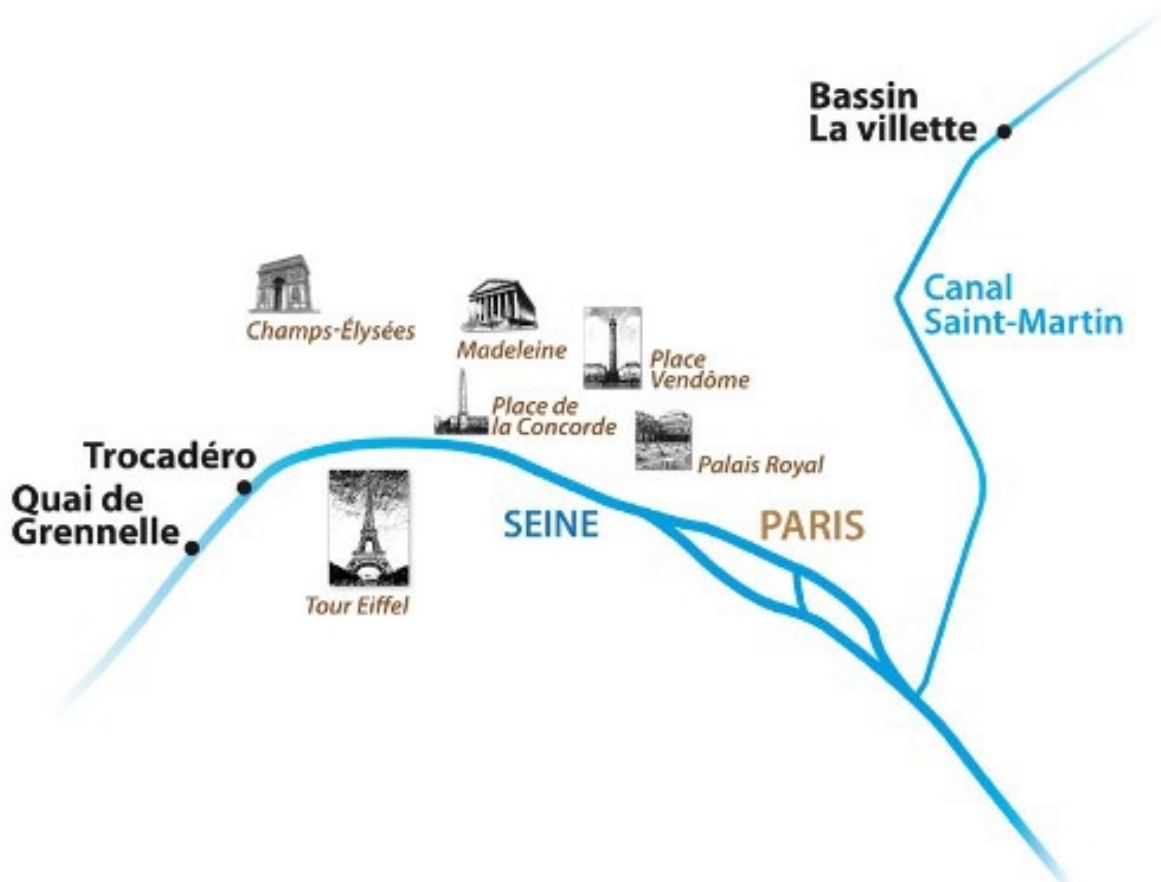 Bassin
La villette
Canal
Saint-Martin
Champs-Élysées
Madeleine
Place
Vendôme
Place de
la Concorde
Palais Royal
Trocadéro
Quai de
Grennelle
SEINE
PARIS
Tour Eiffel